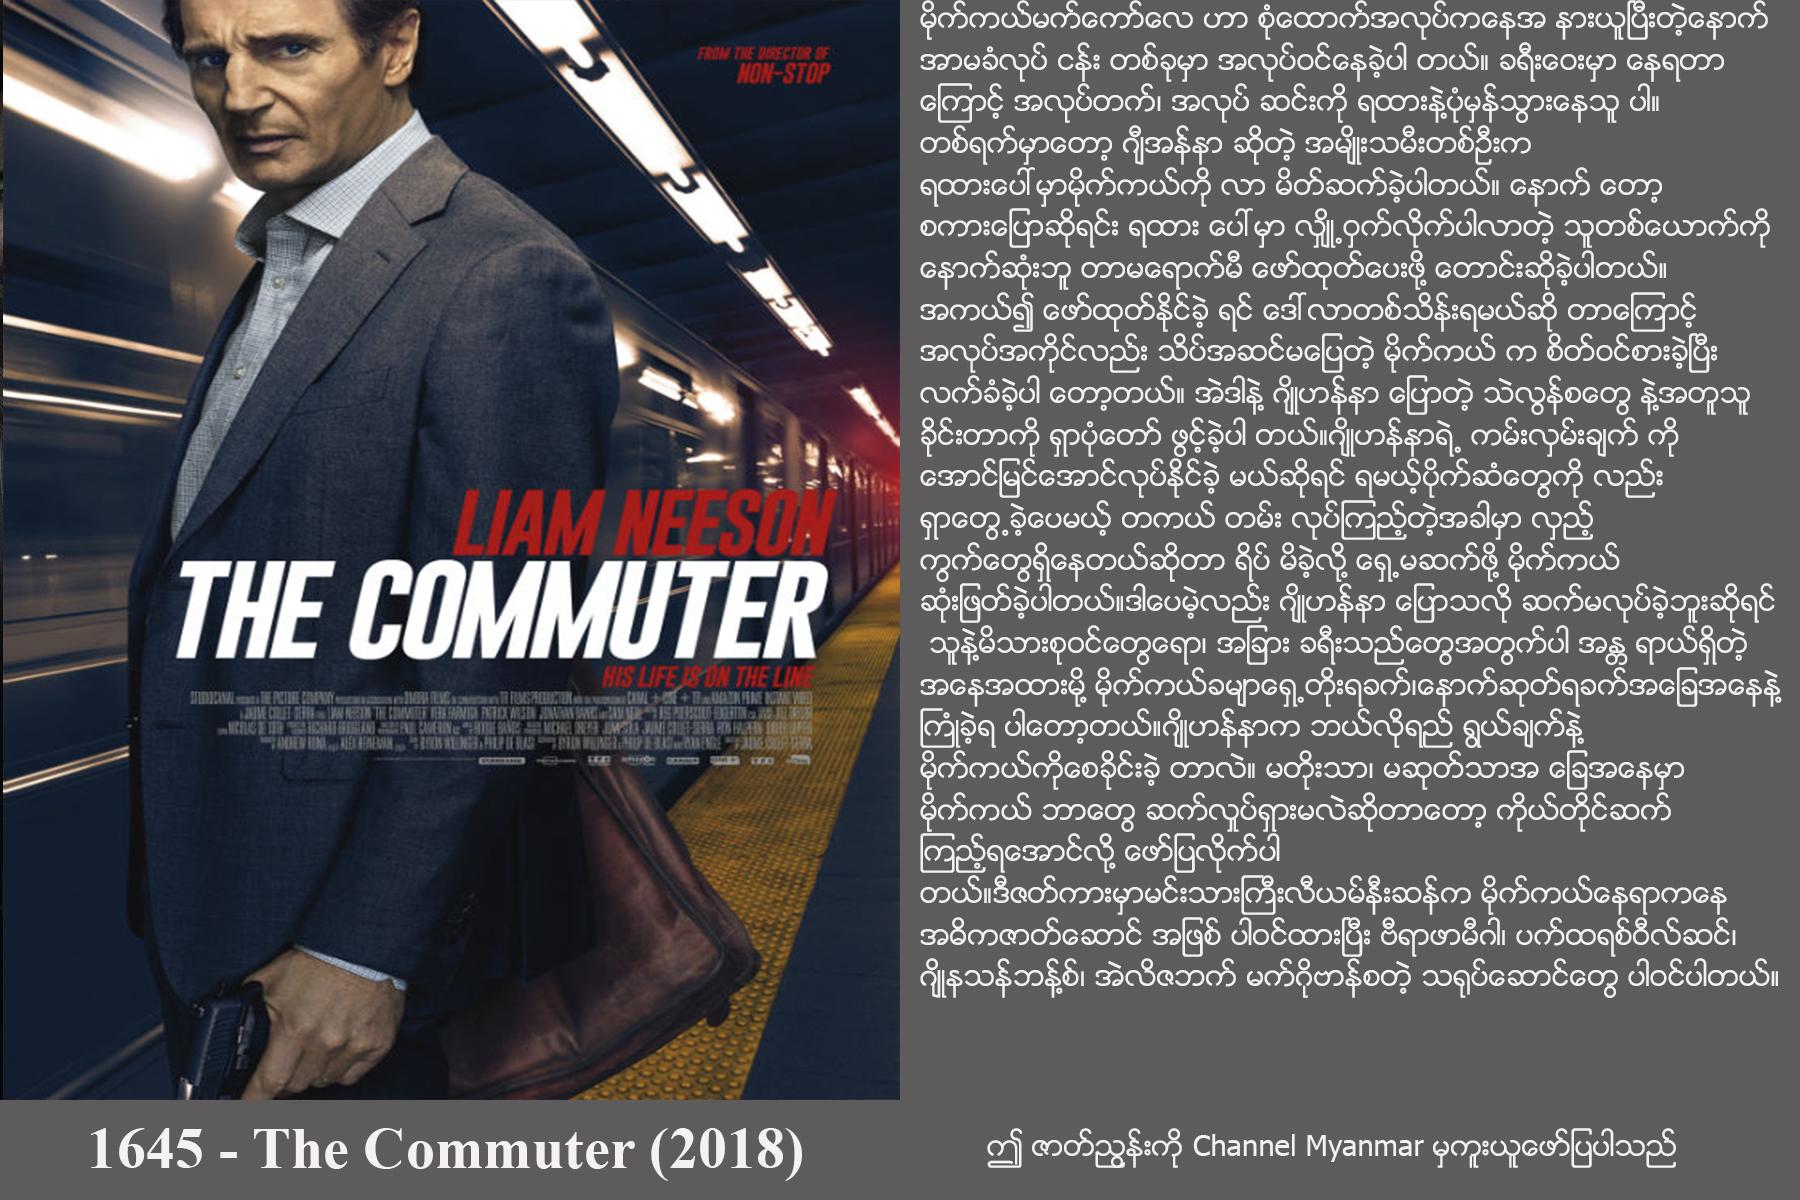 FROM THE DIRECTOR OF
NON-STOP
LIAM NEESON
THE COMMUTER
HIS LIFE IS ON THE LINE
1645 - The Commuter (2018)
မိုက်ကယ်မက်ကော်လေ ဟာ စုံထောက်အလုပ်ကနေအ နားယူပြီးတဲ့နောက်
အာမခံလုပ် ငန်း တစ်ခုမှာ အလုပ်ဝင်နေခဲ့ပါ တယ်။ ခရီးဝေးမှာ နေရတာ
ကြောင့် အလုပ်တက်၊ အလုပ် ဆင်းကို ရထားနဲ့ပုံမှန်သွားနေသူ ပါ။
တစ်ရက်မှာတော့ ဂျီအန်နာ ဆိုတဲ့ အမျိုးသမီးတစ်ဦးက
ရထားပေါ်မှာမိုက်ကယ်ကို လာ မိတ်ဆက်ခဲ့ပါတယ်။ နောက် တော့
စကားပြောဆိုရင်း ရထား ပေါ်မှာ လျှို့ဝှက်လိုက်ပါလာတဲ့ သူတစ်ယောက်ကို
နောက်ဆုံးဘူ တာမရောက်မီ ဖော်ထုတ်ပေးဖို့ တောင်းဆိုခဲ့ပါတယ်။
အကယ်၍ ဖော်ထုတ်နိုင်ခဲ့ ရင် ဒေါ်လာတစ်သိန်းရမယ်ဆို တာကြောင့်
အလုပ်အကိုင်လည်း သိပ်အဆင်မပြေတဲ့ မိုက်ကယ် က စိတ်ဝင်စားခဲ့ပြီး
လက်ခံခဲ့ပါ တော့တယ်။ အဲဒါနဲ့ ဂျိုဟန်နာ ပြောတဲ့ သဲလွန်စတွေ နဲ့အတူသူ
ခိုင်းတာကို ရှာပုံတော် ဖွင့်ခဲ့ပါ တယ်။ဂျိုဟန်နာရဲ့ ကမ်းလှမ်းချက် ကို
အောင်မြင်အောင်လုပ်နိုင်ခဲ့ မယ်ဆိုရင် ရမယ့်ပိုက်ဆံတွေကို လည်း
ရှာတွေ့ခဲ့ပေမယ့် တကယ် တမ်း လုပ်ကြည့်တဲ့အခါမှာ လှည့်
ကွက်တွေရှိနေတယ်ဆိုတာ ရိပ် မိခဲ့လို့ ရှေ့မဆက်ဖို့ မိုက်ကယ်
ဆုံးဖြတ်ခဲ့ပါတယ်။ဒါပေမဲ့လည်း ဂျိုဟန်နာ ပြောသလို ဆက်မလုပ်ခဲ့ဘူးဆိုရင်
သူနဲ့မိသားစုဝင်တွေရော၊ အခြား ခရီးသည်တွေအတွက်ပါ အန္တ ရာယ်ရှိတဲ့
အနေအထားမို့ မိုက်ကယ်ခမျာရှေ့တိုးရခက်၊နောက်ဆုတ်ရခက်အခြေအနေနဲ့
ကြုံခဲ့ရ ပါတော့တယ်။ဂျိုဟန်နာက ဘယ်လိုရည် ရွယ်ချက်နဲ့
မိုက်ကယ်ကိုစေခိုင်းခဲ့ တာလဲ။ မတိုးသာ၊ မဆုတ်သာအ ခြေအနေမှာ
မိုက်ကယ် ဘာတွေ ဆက်လှုပ်ရှားမလဲဆိုတာတော့ ကိုယ်တိုင်ဆက်
ကြည့်ရအောင်လို့ ဖော်ပြလိုက်ပါ
တယ်။ဒီဇတ်ကားမှာမင်းသားကြီးလီယမ်နီးဆန်က မိုက်ကယ်နေရာကနေ
အဓိကဇာတ်ဆောင် အဖြစ် ပါဝင်ထားပြီး ဗီရာဖာမီဂါ၊ ပက်ထရစ်ဝီလ်ဆင်၊
ဂျိုနသန်ဘန့်စ်၊ အဲလိဇဘက် မက်ဂိုဗာန်စတဲ့ သရုပ်ဆောင်တွေ ပါဝင်ပါတယ်။
ဤ ဇာတ်ညွှန်းကို Channel Myanmar မှကူးယူဖော်ပြပါသည်